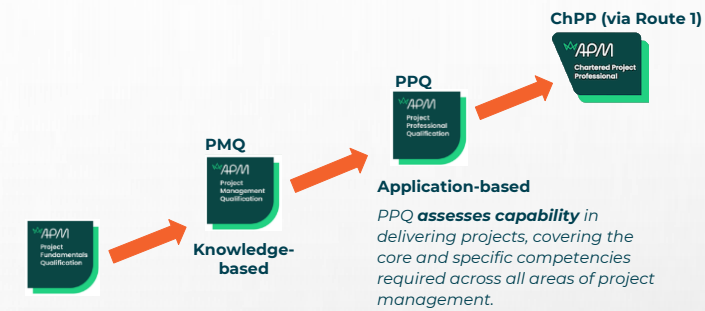 ChPP (via Route 1)
APM
Chartered Project
Professional
PPQ
APM
Project
Professional
Qualification
Application-based
PPQ assesses capability in
delivering projects, covering the
core and specific competencies
required across all areas of project
management.
PMQ
APM
Project
Management
Qualification
Knowledge-
based
APM
Project
Fundamentals
Qualification